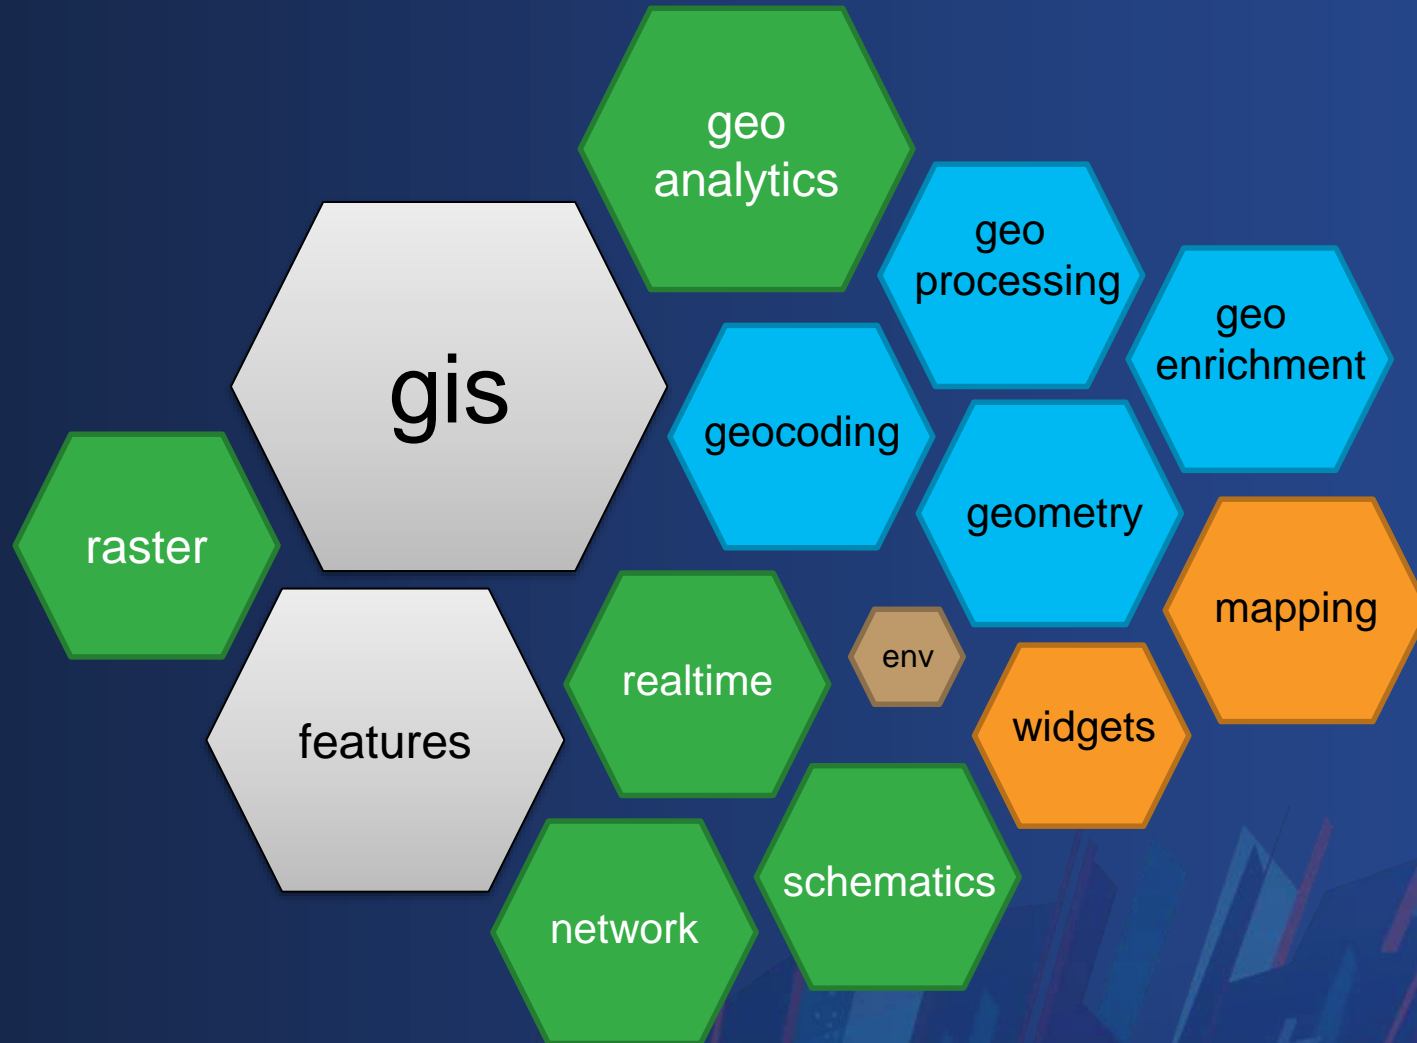 geo
analytics
geo
processing
geo
enrichment
gis
geocoding
geometry
raster
mapping
env
realtime
widgets
features
schematics
network